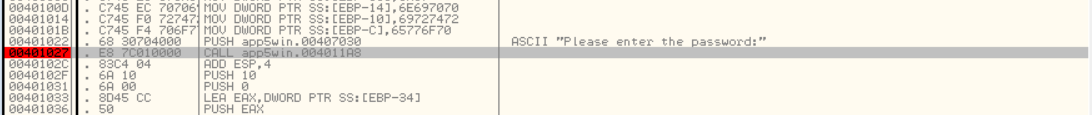 0040100D . C745 EC 70706 MOV DWORD PTR SS:[EBP-14],6E697070
00401014 . C745 F0 72747 MOV DWORD PTR SS:[EBP-10],69727472
0040101B . C745 F4 706F7 MOV DWORD PTR SS:[EBP-C],65776F70
00401022 . 68 30704000 PUSH app5win.00407030 ASCII "Please enter the password:"
00401027 . E8 7C010000 CALL app5win.004011A8
0040102C . 83C4 04 ADD ESP,4
0040102F . 6A 10 PUSH 10
00401031 . 6A 00 PUSH 0
00401033 . 8D45 CC LEA EAX,DWORD PTR SS:[EBP-34]
00401036 . 50 PUSH EAX